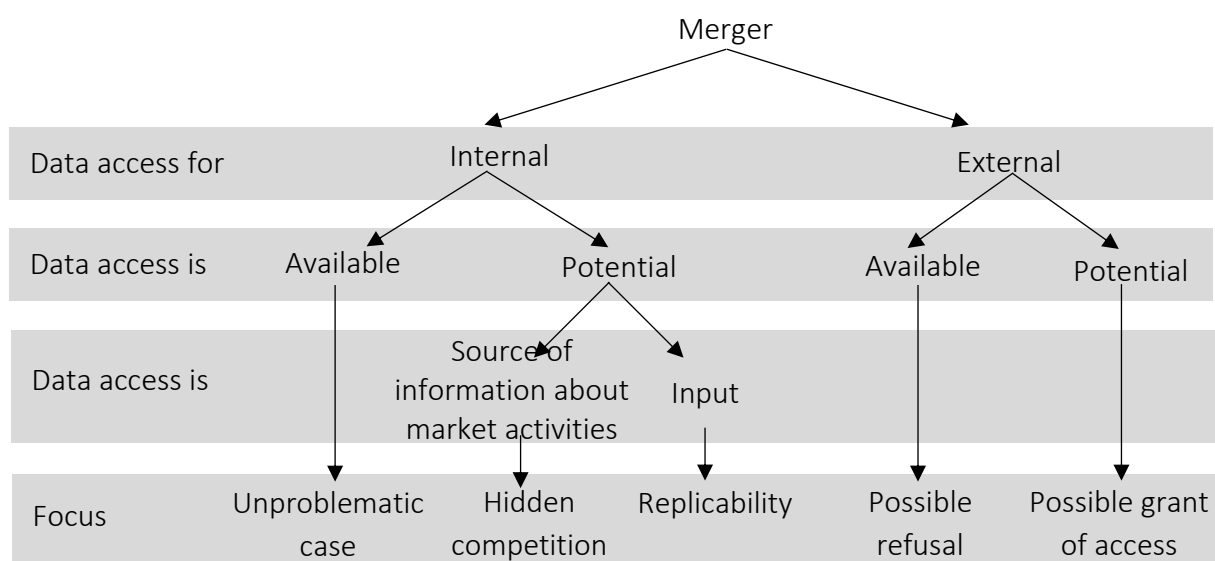 Merger
Data access for
Internal
External
Data access is
Available
Potential
Available
Potential
Data access is
Source of
information about
market activities
Input
Focus
Unproblematic
case
Hidden
competition
Replicability
Possible
refusal
Possible grant
of access